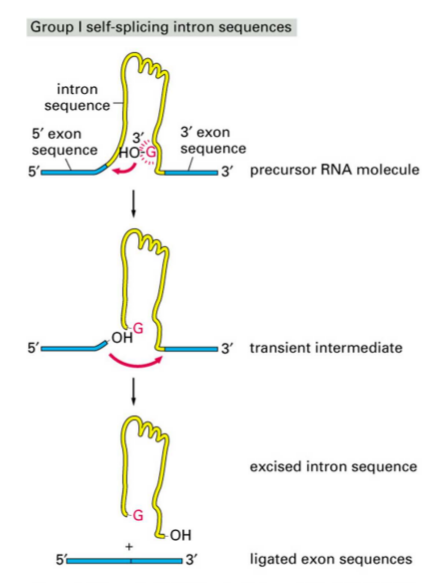 Group I self-splicing intron sequences
intron
sequence
5′ exon
sequence
3′
HO
G
3′ exon
sequence
5′
3′
precursor RNA molecule
G
OH
5′
3′
transient intermediate
excised intron sequence
G
OH
+
5′
3′
ligated exon sequences